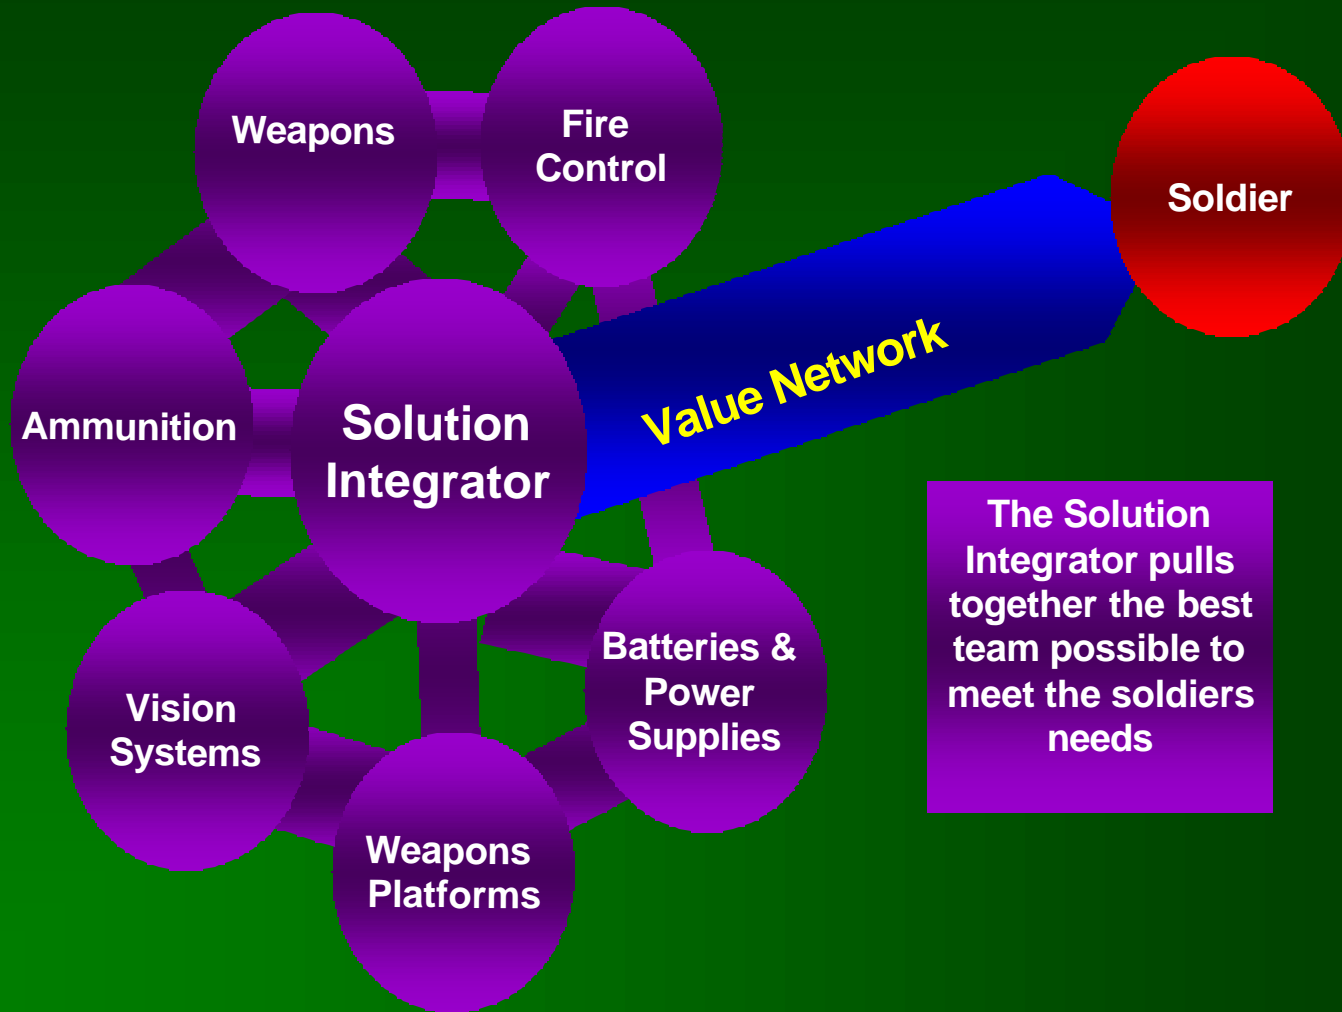 Weapons
Fire
Control
Soldier
Value Network
Ammunition
Solution
Integrator
The Solution
Integrator pulls
together the best
team possible to
meet the soldiers
needs
Batteries &
Power
Supplies
Vision
Systems
Weapons
Platforms